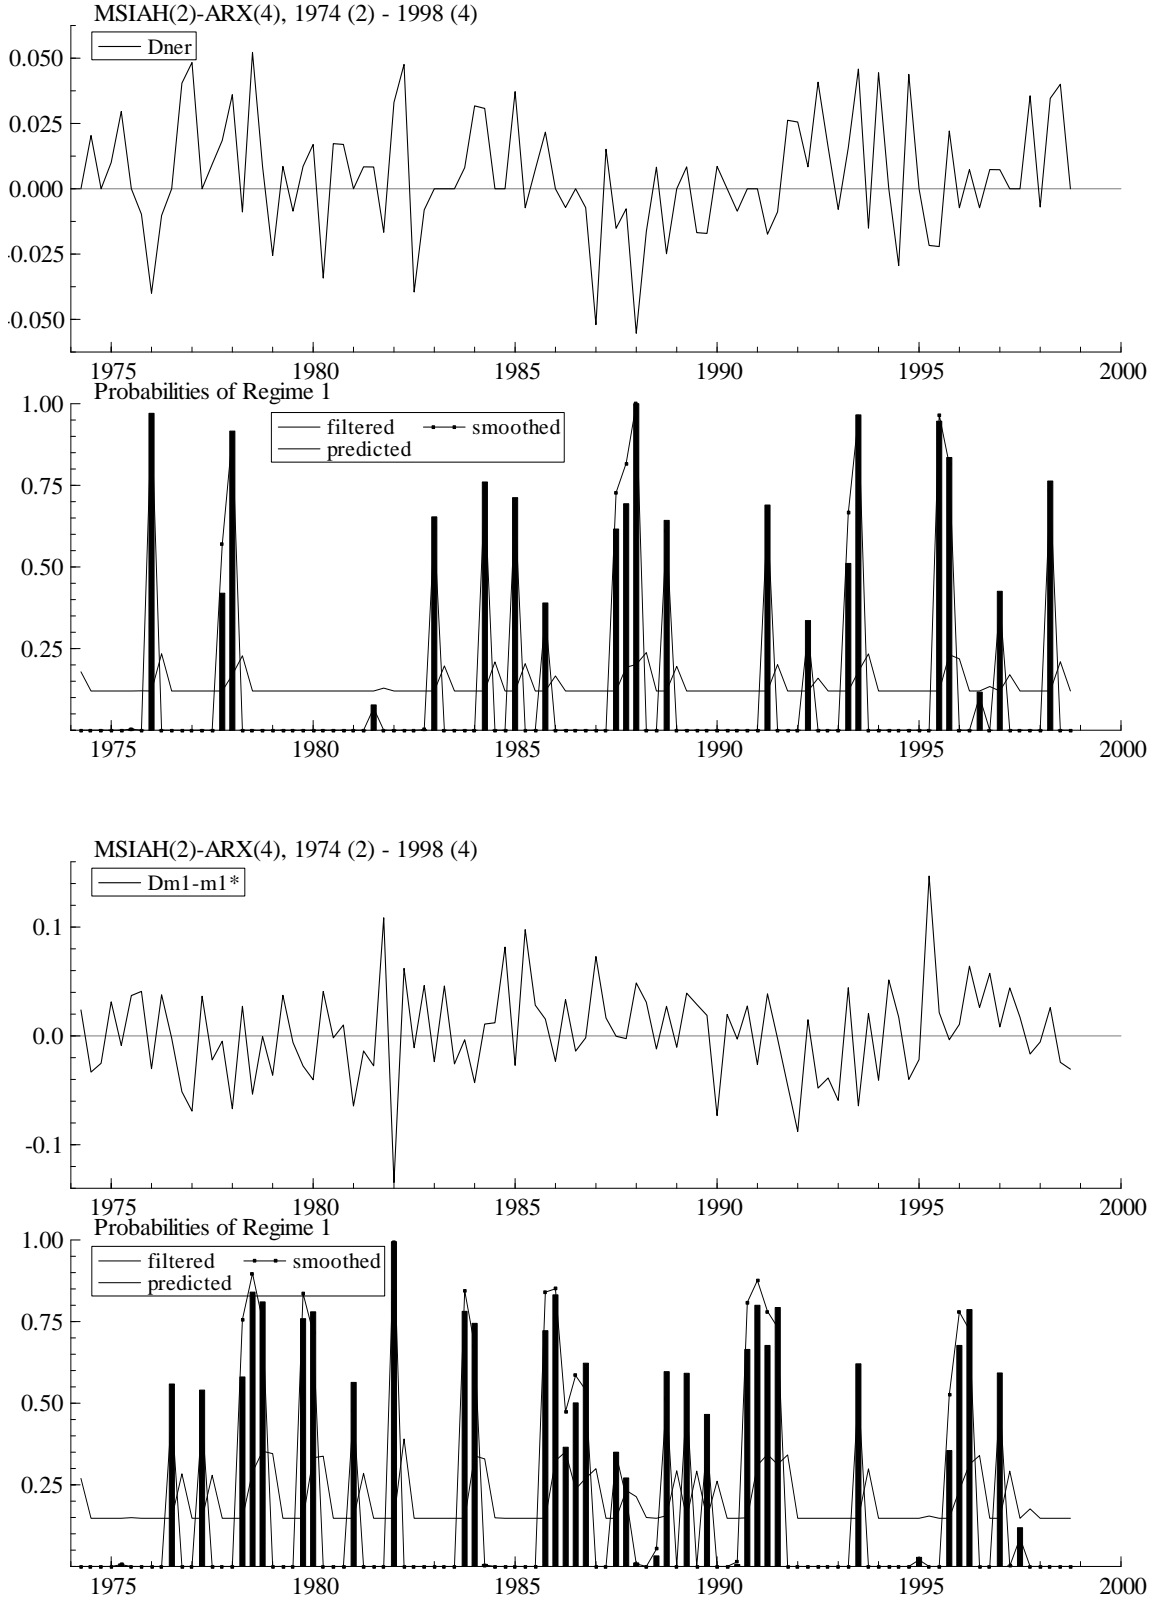 MSIAH(2)-ARX(4), 1974 (2) - 1998 (4)
Dner
0.050
0.025
0.000
-0.025
-0.050
1975 1980 1985 1990 1995 2000
Probabilities of Regime 1
1.00
filtered smoothed
predicted
0.75
0.50
0.25
1975 1980 1985 1990 1995 2000
MSIAH(2)-ARX(4), 1974 (2) - 1998 (4)
Dm1-m1*
0.1
0.0
-0.1
1975 1980 1985 1990 1995 2000
Probabilities of Regime 1
1.00
filtered smoothed
predicted
0.75
0.50
0.25
1975 1980 1985 1990 1995 2000